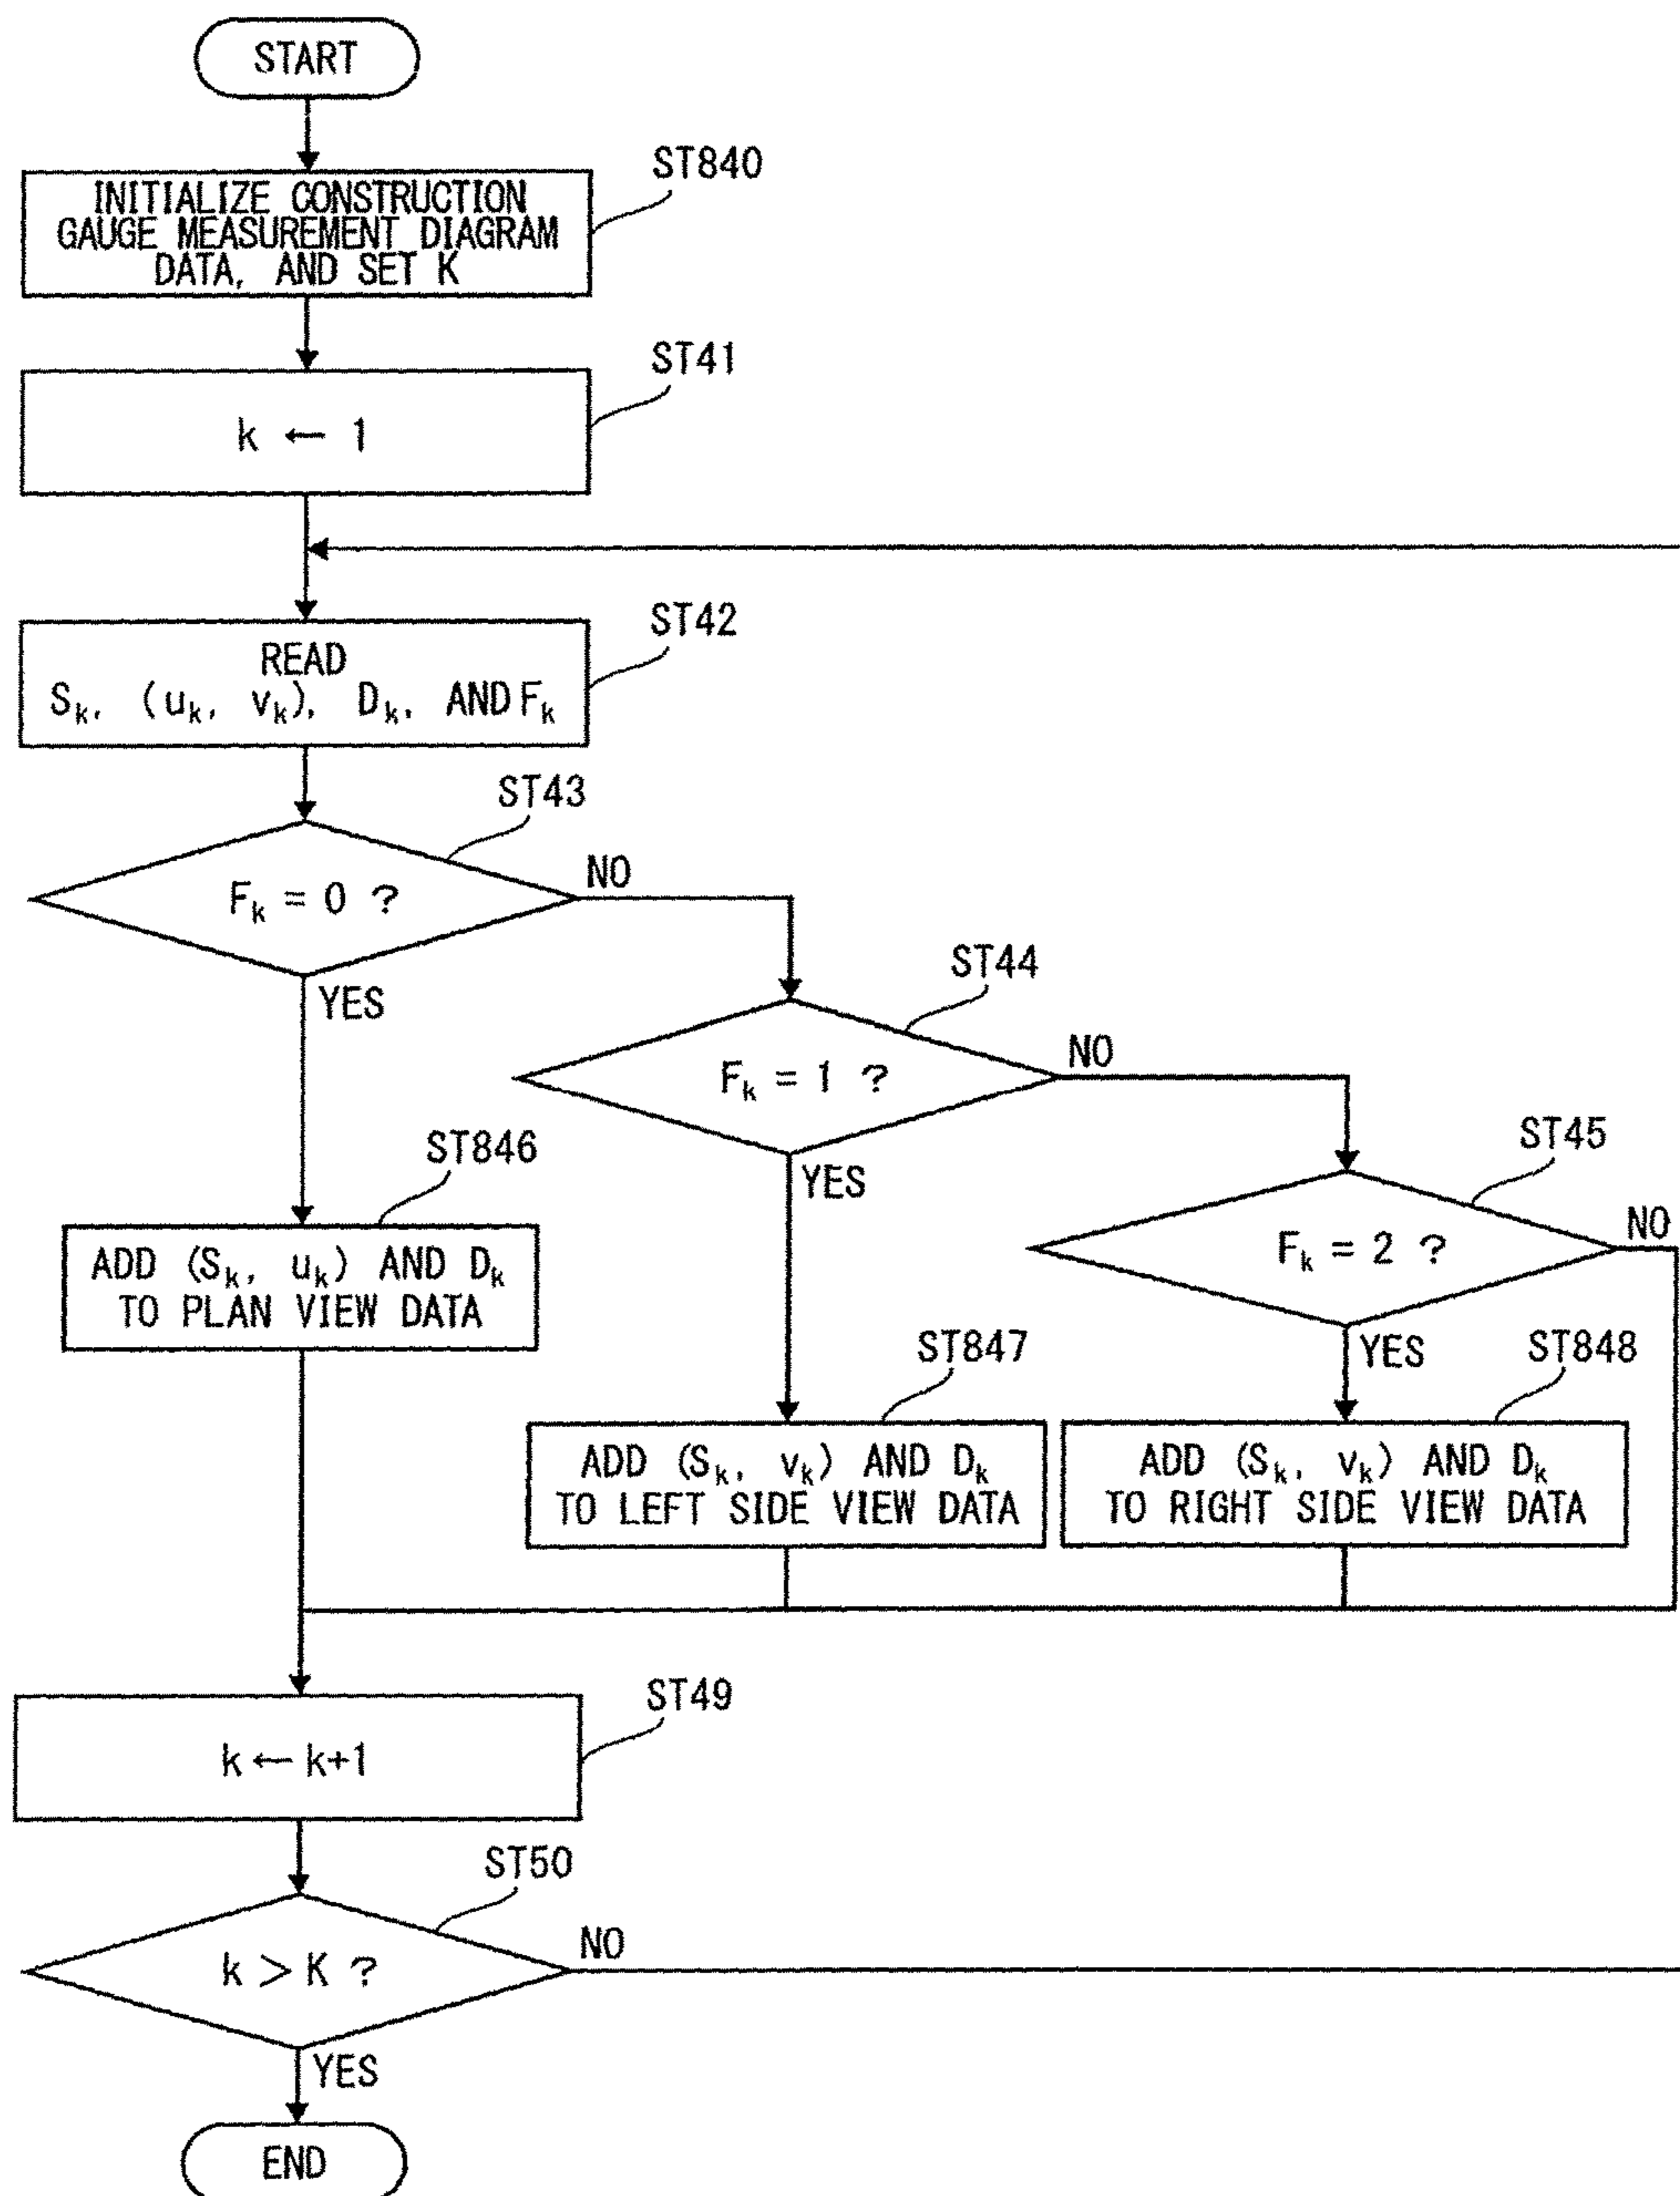 START
ST840
INITIALIZE CONSTRUCTION
GAUGE MEASUREMENT DIAGRAM
DATA, AND SET K
ST41
k ← 1
ST42
READ
Sₖ, (uₖ, vₖ), Dₖ, AND Fₖ
ST43
Fₖ = 0 ?
NO
YES
ST44
Fₖ = 1 ?
NO
YES
ST45
Fₖ = 2 ?
NO
YES
ST846
ADD (Sₖ, uₖ) AND Dₖ
TO PLAN VIEW DATA
ST847
ADD (Sₖ, vₖ) AND Dₖ
TO LEFT SIDE VIEW DATA
ST848
ADD (Sₖ, vₖ) AND Dₖ
TO RIGHT SIDE VIEW DATA
ST49
k ← k+1
ST50
k > K ?
NO
YES
END